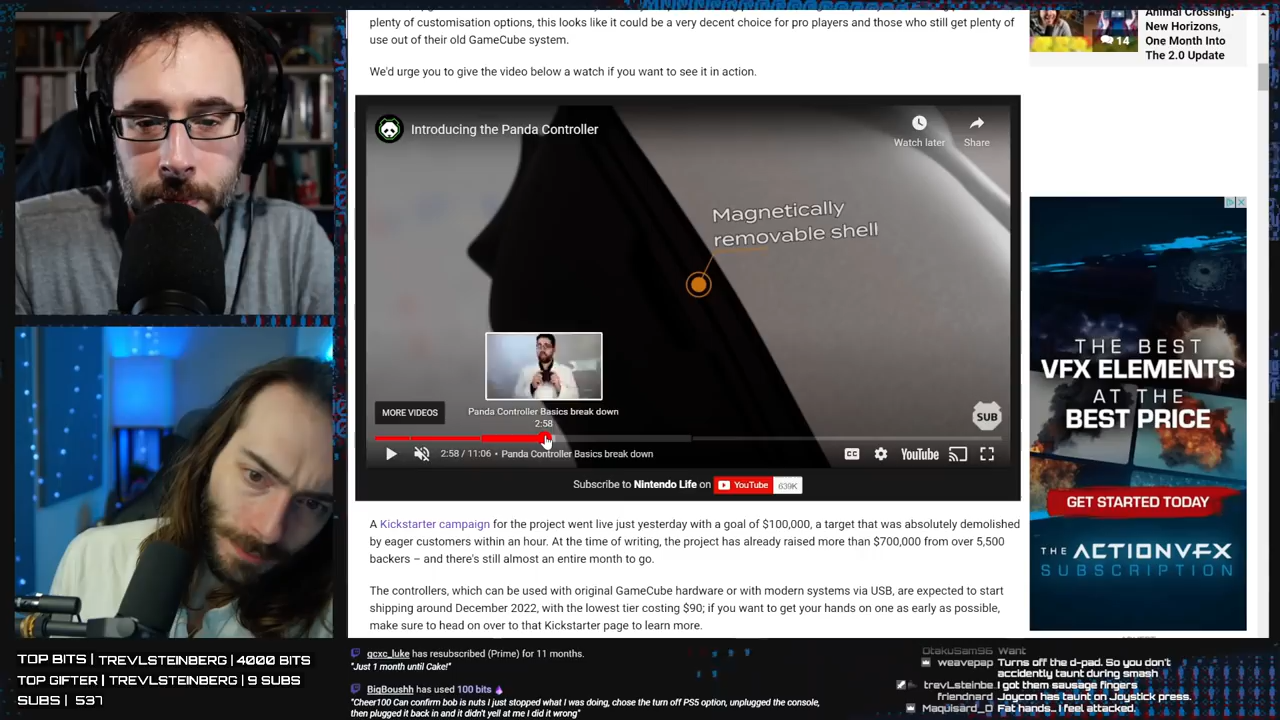 plenty of customisation options, this looks like it could be a very decent choice for pro players and those who still get plenty of
use out of their old GameCube system.
We'd urge you to give the video below a watch if you want to see it in action.
Introducing the Panda Controller
Watch later
Share
Magnetically
removable shell
MORE VIDEOS
Panda Controller Basics break down
2:58
SUB
2:58 / 11:06 • Panda Controller Basics break down
CC
YouTube
Subscribe to Nintendo Life on YouTube 639K
A Kickstarter campaign for the project went live just yesterday with a goal of $100,000, a target that was absolutely demolished
by eager customers within an hour. At the time of writing, the project has already raised more than $700,000 from over 5,500
backers – and there's still almost an entire month to go.
The controllers, which can be used with original GameCube hardware or with modern systems via USB, are expected to start
shipping around December 2022, with the lowest tier costing $90; if you want to get your hands on one as early as possible,
make sure to head on over to that Kickstarter page to learn more.
14
Animal Crossing:
New Horizons,
One Month Into
The 2.0 Update
THE BEST
VFX ELEMENTS
AT THE
BEST PRICE
GET STARTED TODAY
THE ACTIONVFX
SUBSCRIPTION
TOP BITS | TREVLSTEINBERG | 4000 BITS
TOP GIFTER | TREVLSTEINBERG | 9 SUBS
SUBS | 537
gcxc_luke has resubscribed (Prime) for 11 months.
"Just 1 month until Cake!"
BigBoushh has used 100 bits
"Cheer100 Can confirm bob is nuts I just stopped what I was doing, chose the turn off PS5 option, unplugged the console,
then plugged it back in and it didn't yell at me i did it wrong"
OtakuSam96 Want
weavepap Turns off the d-pad. So you don't
accidently taunt during smash
trevLsteinbe. I got them sausage fingers
friendnard Joycon has taunt on Joystick press.
Maquisard_D Fat hands.. I feel attacked.